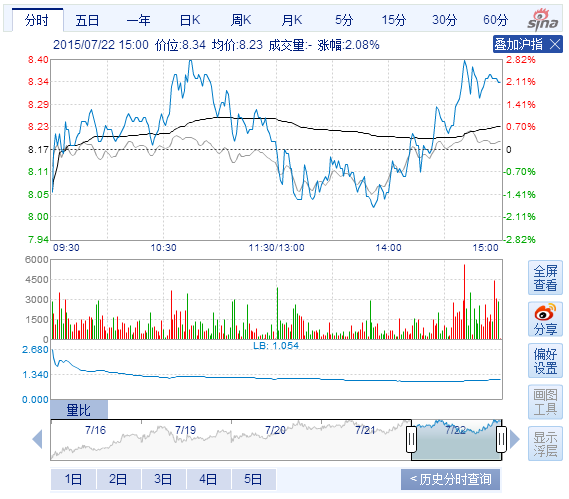 分时 五日 一年 日K 周K 月K 5分 15分 30分 60分
sina
2015/07/22 15:00 价位:8.34 均价:8.23 成交量:- 涨幅:2.08%
叠加沪指
8.40 2.82%
8.34 2.11%
8.29 1.41%
8.23 0.70%
8.17 0
8.11 -0.70%
8.05 -1.41%
8.00 -2.11%
7.94 -2.82%
09:30 10:30 11:30/13:00 14:00 15:00
6000
4500
3000
1500
0
全屏
查看
分享
偏好
设置
画图
工具
显示
浮层
LB: 1.054
2.680
1.340
0.000
量比
7/16 7/19 7/20 7/21 7/22
1日 2日 3日 4日 5日
<历史分时查询